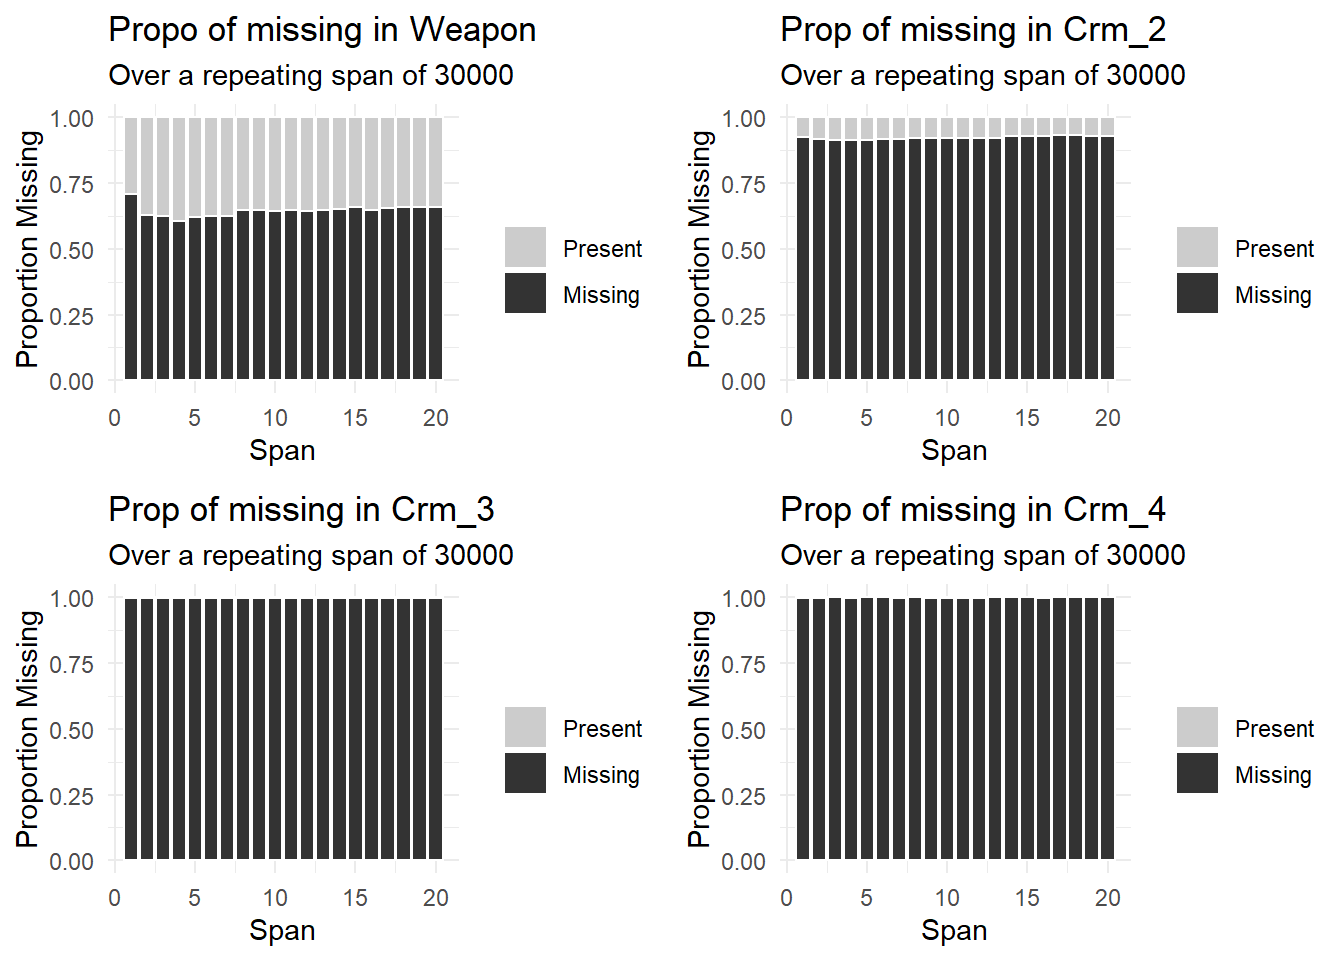 Propo of missing in Weapon
Over a repeating span of 30000
Proportion Missing
1.00
0.75
0.50
0.25
0.00
0 5 10 15 20
Span
Present
Missing
Prop of missing in Crm_2
Over a repeating span of 30000
Proportion Missing
1.00
0.75
0.50
0.25
0.00
0 5 10 15 20
Span
Present
Missing
Prop of missing in Crm_3
Over a repeating span of 30000
Proportion Missing
1.00
0.75
0.50
0.25
0.00
0 5 10 15 20
Span
Present
Missing
Prop of missing in Crm_4
Over a repeating span of 30000
Proportion Missing
1.00
0.75
0.50
0.25
0.00
0 5 10 15 20
Span
Present
Missing